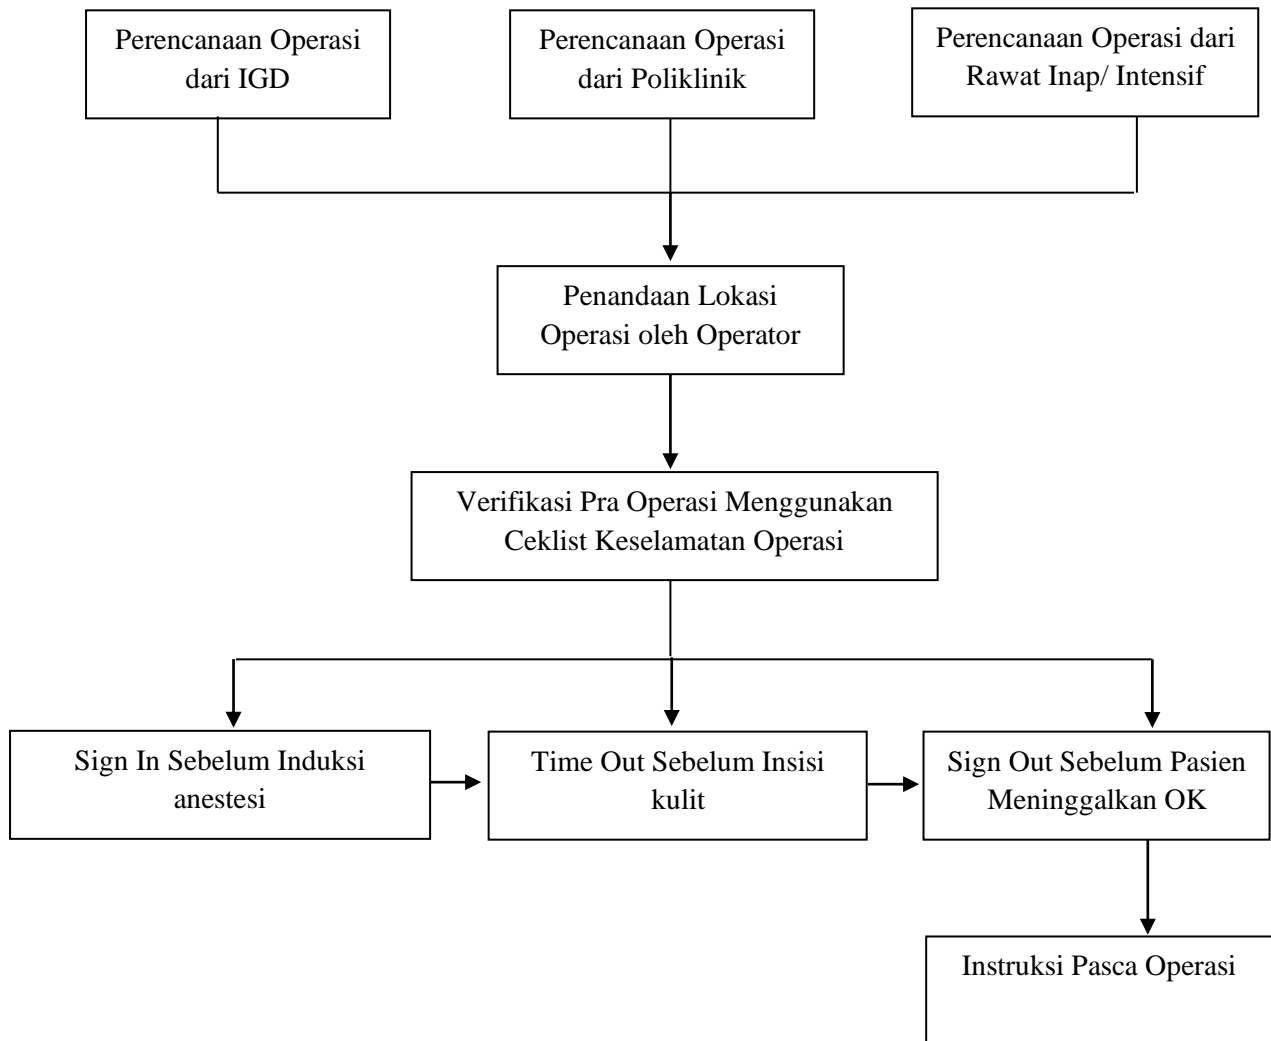 Perencanaan Operasi
dari IGD
Perencanaan Operasi
dari Poliklinik
Perencanaan Operasi dari
Rawat Inap/ Intensif
Penandaan Lokasi
Operasi oleh Operator
Verifikasi Pra Operasi Menggunakan
Ceklist Keselamatan Operasi
Sign In Sebelum Induksi
anestesi
Time Out Sebelum Insisi
kulit
Sign Out Sebelum Pasien
Meninggalkan OK
Instruksi Pasca Operasi